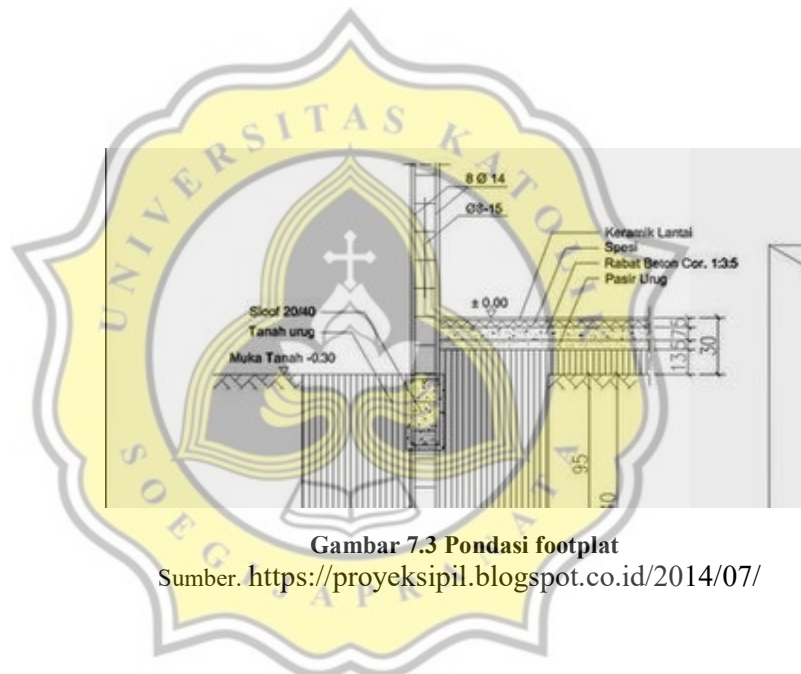 UNIVERSITAS KATOLIK
SOEGIJAPRANATA
8 Ø 14
Ø8-15
Keramik Lantai
Spesi
Rabat Beton Cor. 1:3:5
Pasir Urug
± 0,00
Sloof 20/40
Tanah urug
Muka Tanah -0.30
30
95
Gambar 7.3 Pondasi footplat
Sumber. https://proyeksipil.blogspot.co.id/2014/07/